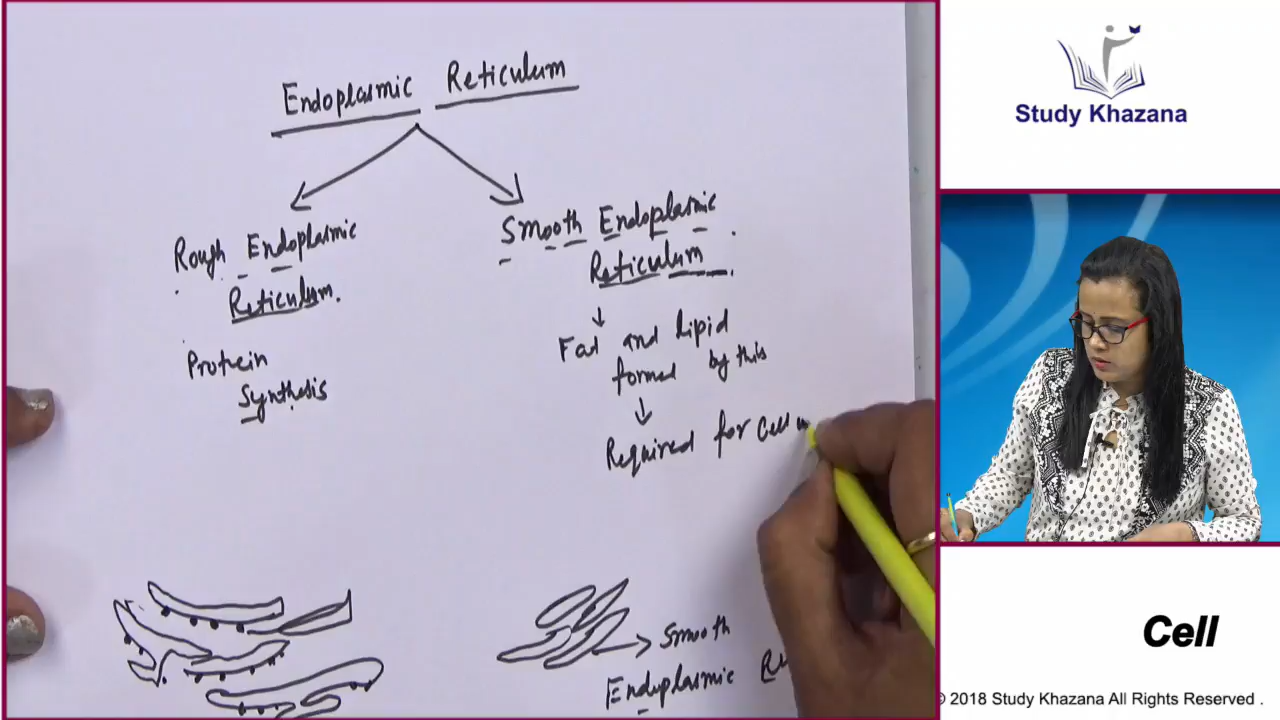 Endoplasmic Reticulum
Rough Endoplasmic
Reticulum.
Protein
Synthesis
Smooth Endoplasmic
Reticulum.
Fat and Lipid
formed by this
Required for Cell
Smooth
Endoplasmic
Study Khazana
Cell
© 2018 Study Khazana All Rights Reserved .